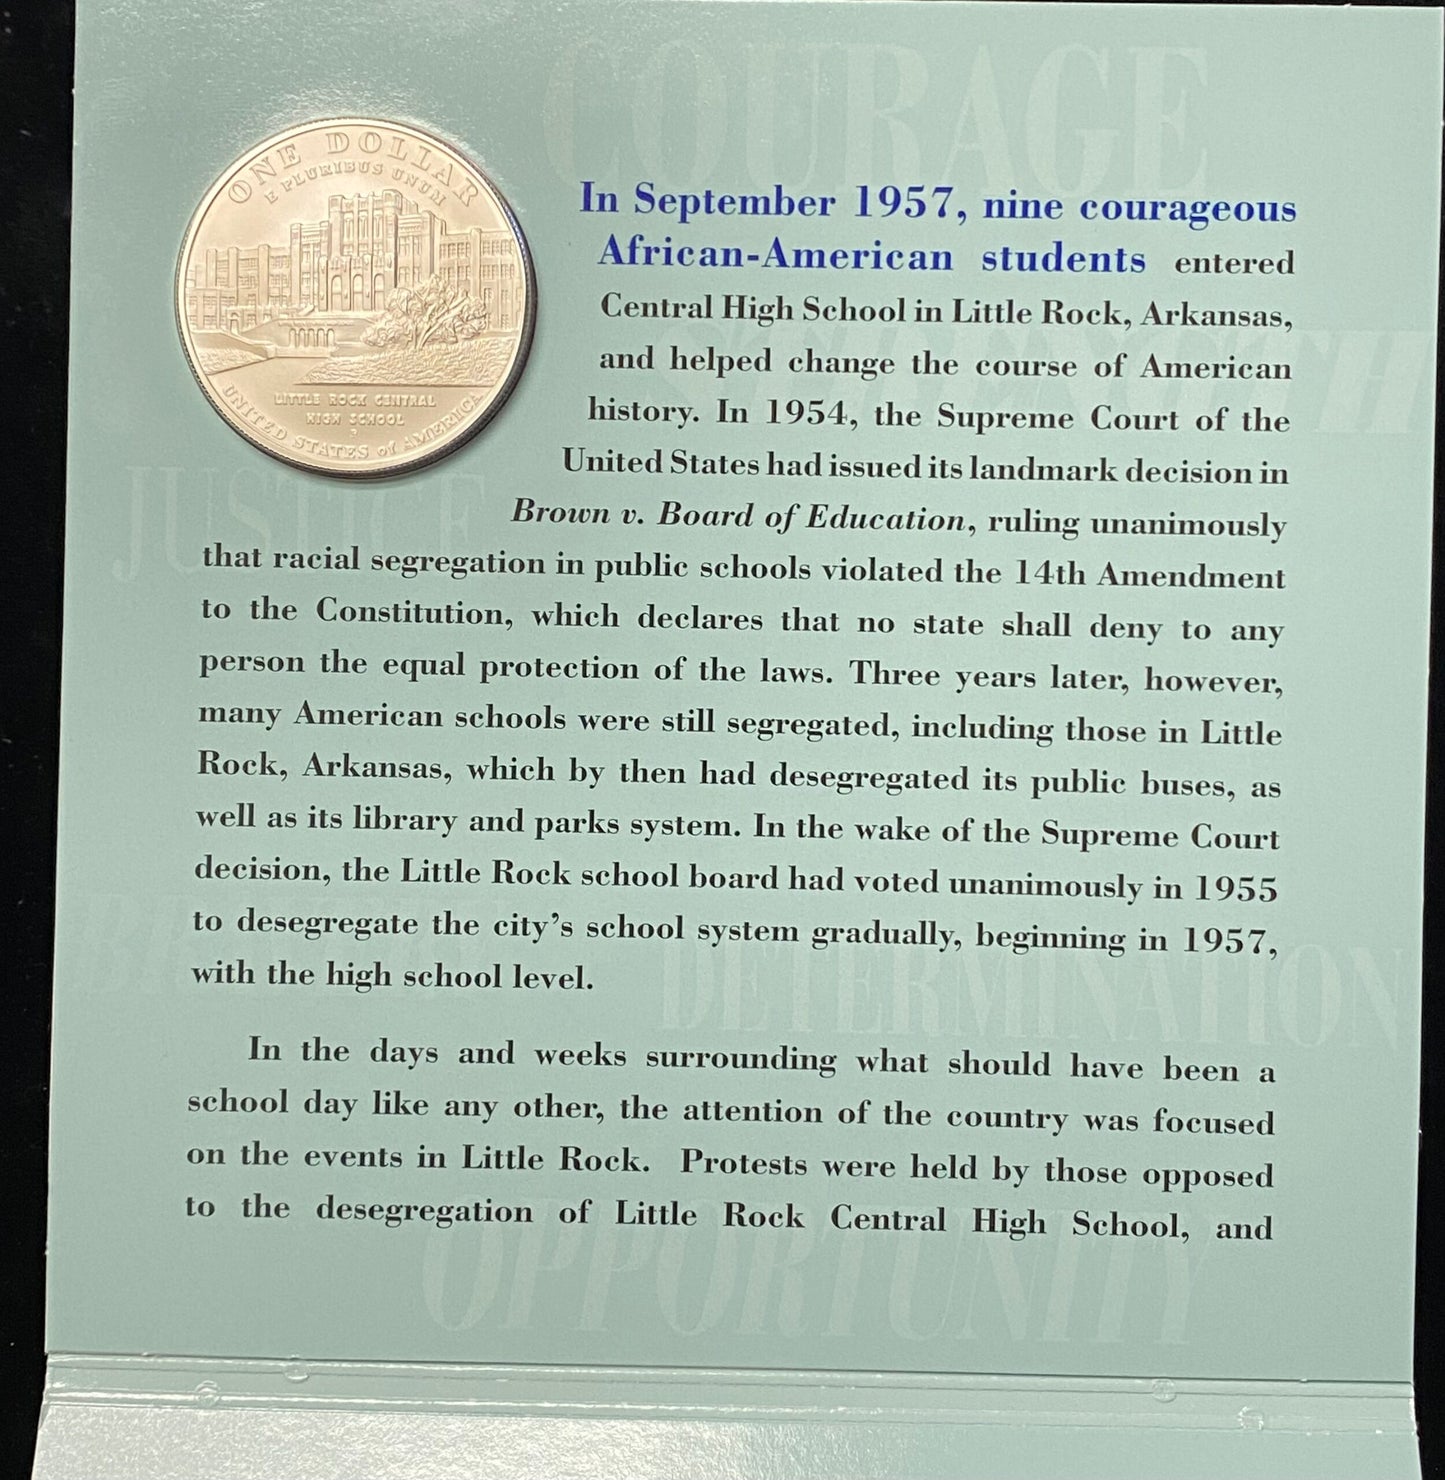 COURAGE
ONE DOLLAR
E PLURIBUS UNUM
LITTLE ROCK CENTRAL
HIGH SCHOOL
P
UNITED STATES of AMERICA
In September 1957, nine courageous
African-American students entered
Central High School in Little Rock, Arkansas,
and helped change the course of American
history. In 1954, the Supreme Court of the
United States had issued its landmark decision in
Brown v. Board of Education, ruling unanimously
that racial segregation in public schools violated the 14th Amendment
to the Constitution, which declares that no state shall deny to any
person the equal protection of the laws. Three years later, however,
many American schools were still segregated, including those in Little
Rock, Arkansas, which by then had desegregated its public buses, as
well as its library and parks system. In the wake of the Supreme Court
decision, the Little Rock school board had voted unanimously in 1955
to desegregate the city's school system gradually, beginning in 1957,
with the high school level.
In the days and weeks surrounding what should have been a
school day like any other, the attention of the country was focused
on the events in Little Rock. Protests were held by those opposed
to the desegregation of Little Rock Central High School, and
JUSTICE
STRENGTH
DETERMINATION
OPPORTUNITY